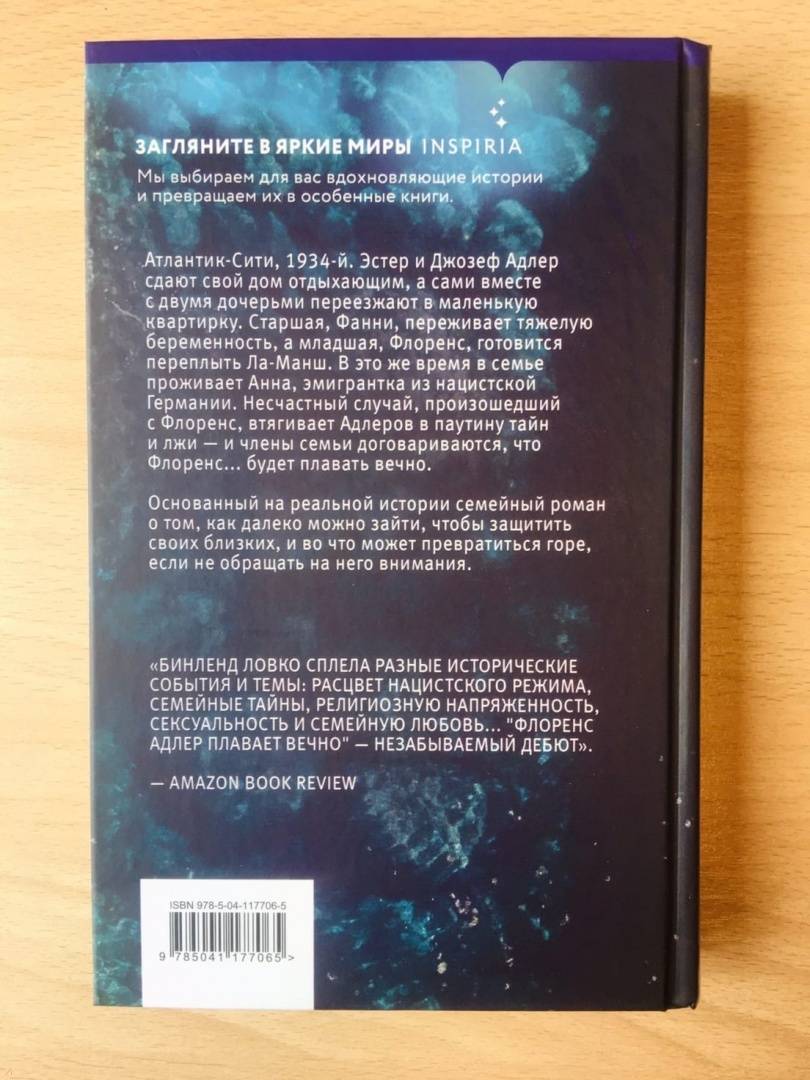 ЗАГЛЯНИТЕ В ЯРКИЕ МИРЫ INSPIRIA
Мы выбираем для вас вдохновляющие истории
и превращаем их в особенные книги.
Атлантик-Сити, 1934-й. Эстер и Джозеф Адлер
сдают свой дом отдыхающим, а сами вместе
с двумя дочерьми переезжают в маленькую
квартирку. Старшая, Фанни, переживает тяжелую
беременность, а младшая, Флоренс, готовится
переплыть Ла-Манш. В это же время в семье
проживает Анна, эмигрантка из нацистской
Германии. Несчастный случай, произошедший
с Флоренс, втягивает Адлеров в паутину тайн
и лжи — и члены семьи договариваются, что
Флоренс... будет плавать вечно.
Основанный на реальной истории семейный роман
о том, как далеко можно зайти, чтобы защитить
своих близких, и во что может превратиться горе,
если не обращать на него внимания.
«БИНЛЕНД ЛОВКО СПЛЕЛА РАЗНЫЕ ИСТОРИЧЕСКИЕ
СОБЫТИЯ И ТЕМЫ: РАСЦВЕТ НАЦИСТСКОГО РЕЖИМА,
СЕМЕЙНЫЕ ТАЙНЫ, РЕЛИГИОЗНУЮ НАПРЯЖЕННОСТЬ,
СЕКСУАЛЬНОСТЬ И СЕМЕЙНУЮ ЛЮБОВЬ... "ФЛОРЕНС
АДЛЕР ПЛАВАЕТ ВЕЧНО" — НЕЗАБЫВАЕМЫЙ ДЕБЮТ».
— AMAZON BOOK REVIEW
ISBN 978-5-04-117706-5
9 785041 177065 >